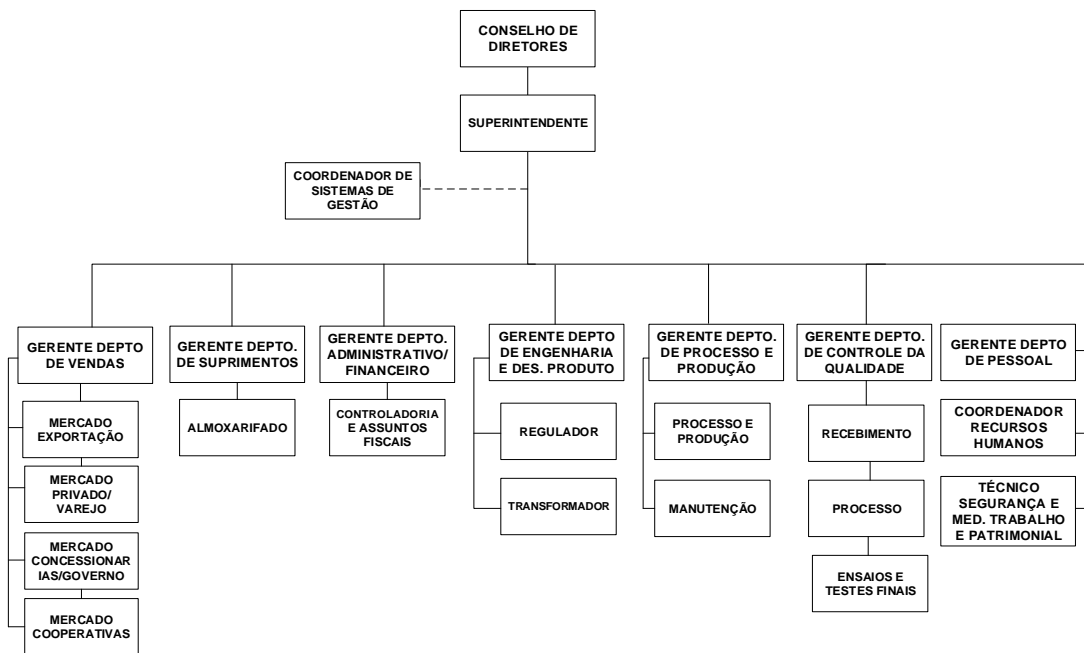 CONSELHO DE
DIRETORES
SUPERINTENDENTE
COORDENADOR DE
SISTEMAS DE
GESTÃO
GERENTE DEPTO
DE VENDAS
MERCADO
EXPORTAÇÃO
MERCADO
PRIVADO/
VAREJO
MERCADO
CONCESSIONAR
IAS/GOVERNO
MERCADO
COOPERATIVAS
GERENTE DEPTO.
DE SUPRIMENTOS
ALMOXARIFADO
GERENTE DEPTO.
ADMINISTRATIVO/
FINANCEIRO
CONTROLADORIA
E ASSUNTOS
FISCAIS
GERENTE DEPTO
DE ENGENHARIA
E DES. PRODUTO
REGULADOR
TRANSFORMADOR
GERENTE DEPTO.
DE PROCESSO E
PRODUÇÃO
PROCESSO E
PRODUÇÃO
MANUTENÇÃO
GERENTE DEPTO.
DE CONTROLE DA
QUALIDADE
RECEBIMENTO
PROCESSO
ENSAIOS E
TESTES FINAIS
GERENTE DEPTO
DE PESSOAL
COORDENADOR
RECURSOS
HUMANOS
TÉCNICO
SEGURANÇA E
MED. TRABALHO
E PATRIMONIAL